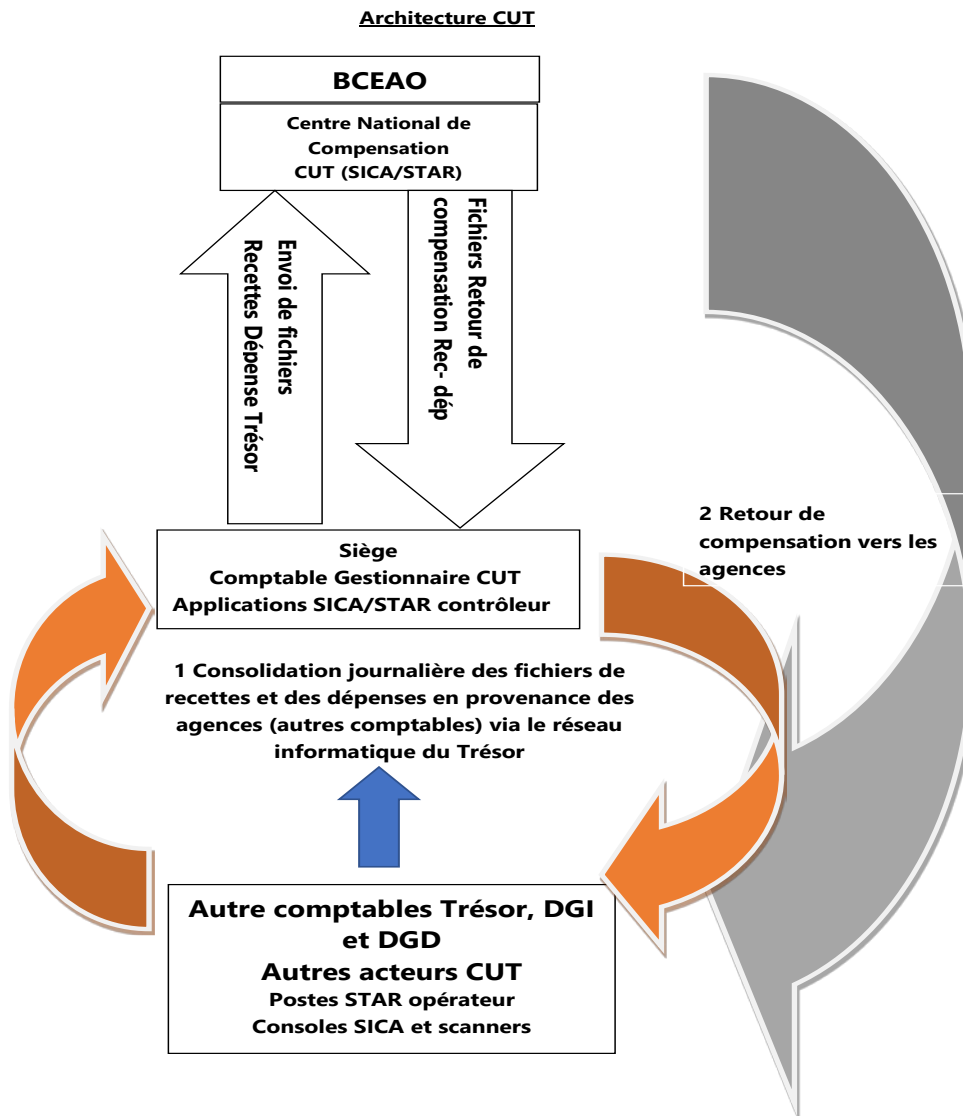 Architecture CUT
BCEAO
Centre National de
Compensation
CUT (SICA/STAR)
Envoi de fichiers
Recettes Dépense Trésor
Fichiers Retour de
compensation Rec- dép
2 Retour de
compensation vers les
agences
Siège
Comptable Gestionnaire CUT
Applications SICA/STAR contrôleur
1 Consolidation journalière des fichiers de
recettes et des dépenses en provenance des
agences (autres comptables) via le réseau
informatique du Trésor
Autre comptables Trésor, DGI
et DGD
Autres acteurs CUT
Postes STAR opérateur
Consoles SICA et scanners